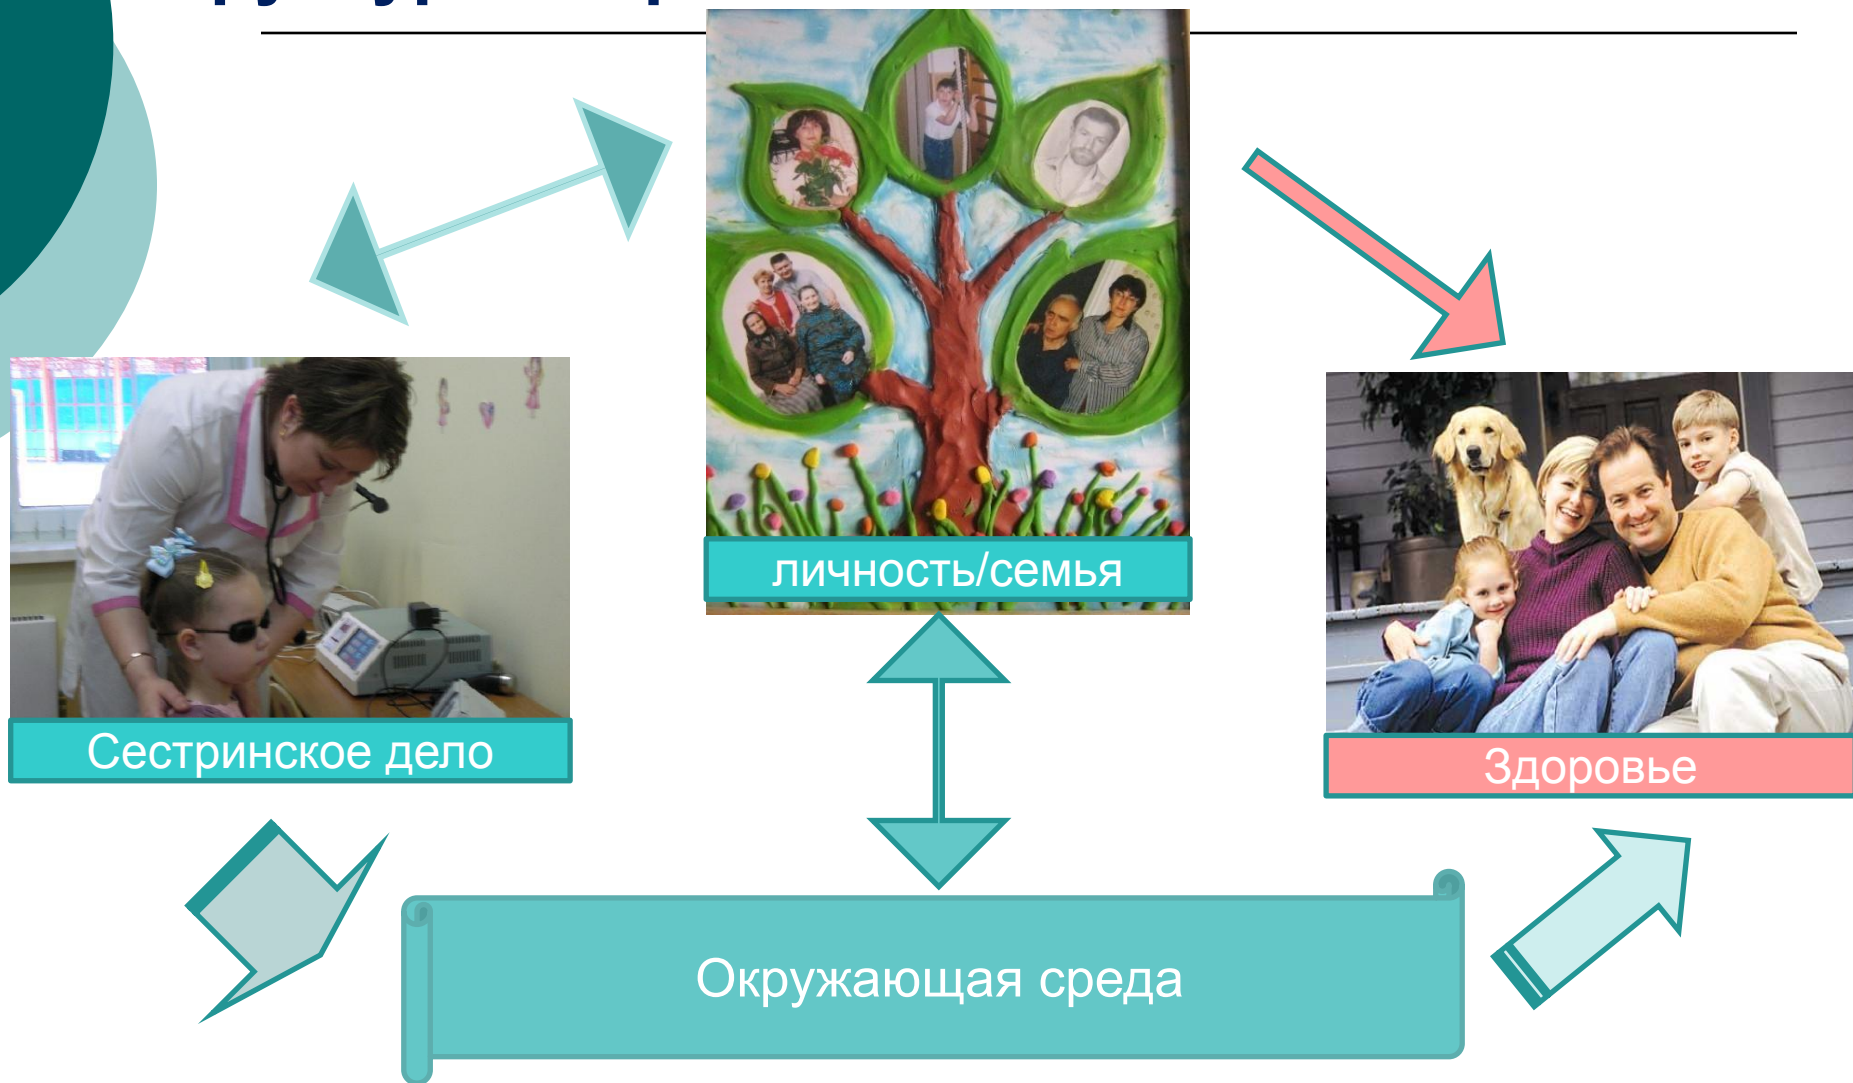 личность/семья
Сестринское дело
Здоровье
Окружающая среда